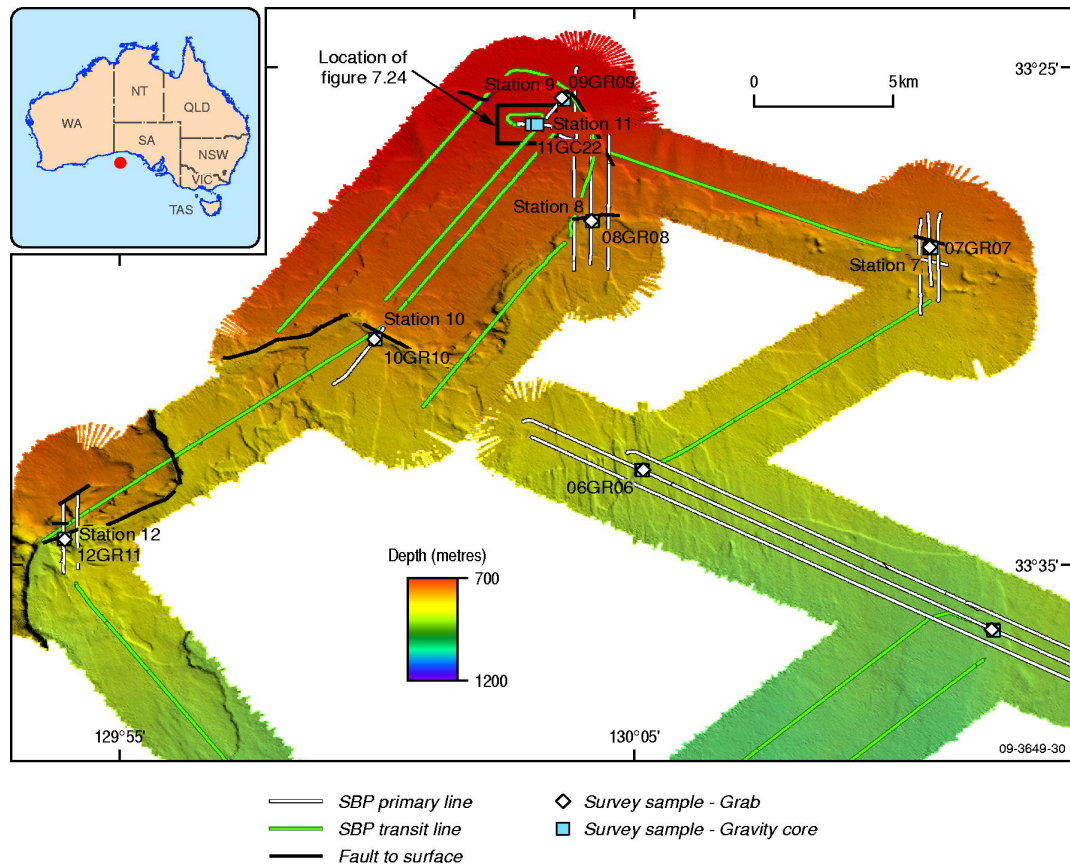 NT
QLD
WA
SA
NSW
VIC
TAS
Location of
figure 7.24
Station 9
09GR09
0
5km
33°25'
Station 11
11GC22
Station 8
08GR08
07GR07
Station 7
Station 10
10GR10
06GR06
Station 12
12GR11
Depth (metres)
700
1200
33°35'
129°55'
130°05'
09-3649-30
SBP primary line
SBP transit line
Fault to surface
Survey sample - Grab
Survey sample - Gravity core